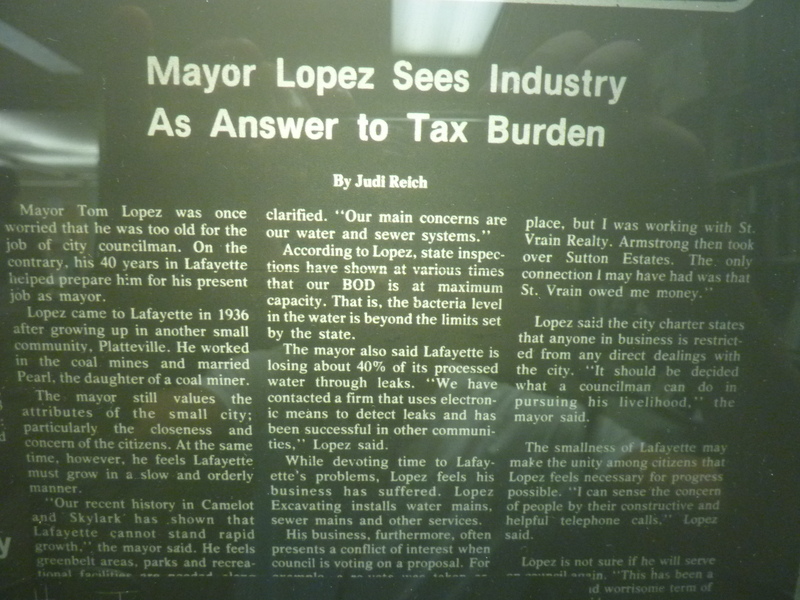 Mayor Lopez Sees Industry
As Answer to Tax Burden
By Judi Reich
Mayor Tom Lopez was once
worried that he was too old for the
job of city councilman. On the
contrary, his 40 years in Lafayette
helped prepare him for his present
job as mayor.
Lopez came to Lafayette in 1936
after growing up in another small
community, Platteville. He worked
in the coal mines and married
Pearl, the daughter of a coal miner.
The mayor still values the
attributes of the small city;
particularly the closeness and
concern of the citizens. At the same
time, however, he feels Lafayette
must grow in a slow and orderly
manner.
"Our recent history in Camelot
and Skylark has shown that
Lafayette cannot stand rapid
growth," the mayor said. He feels
greenbelt areas, parks and recrea-
tional facilities are needed along
clarified. "Our main concerns are
our water and sewer systems."
According to Lopez, state inspec-
tions have shown at various times
that our BOD is at maximum
capacity. That is, the bacteria level
in the water is beyond the limits set
by the state.
The mayor also said Lafayette is
losing about 40% of its processed
water through leaks. "We have
contacted a firm that uses electron-
ic means to detect leaks and has
been successful in other communi-
ties," Lopez said.
While devoting time to Lafay-
ette's problems, Lopez feels his
business has suffered. Lopez
Excavating installs water mains,
sewer mains and other services.
His business, furthermore, often
presents a conflict of interest when
council is voting on a proposal. For
place, but I was working with St.
Vrain Realty. Armstrong then took
over Sutton Estates. The only
connection I may have had was that
St. Vrain owed me money."
Lopez said the city charter states
that anyone in business is restrict-
ed from any direct dealings with
the city. "It should be decided
what a councilman can do in
pursuing his livelihood," the
mayor said.
The smallness of Lafayette may
make the unity among citizens that
Lopez feels necessary for progress
possible. "I can sense the concern
of people by their constructive and
helpful telephone calls," Lopez
said.
Lopez is not sure if he will serve
on council again. "This has been a
worrisome term of